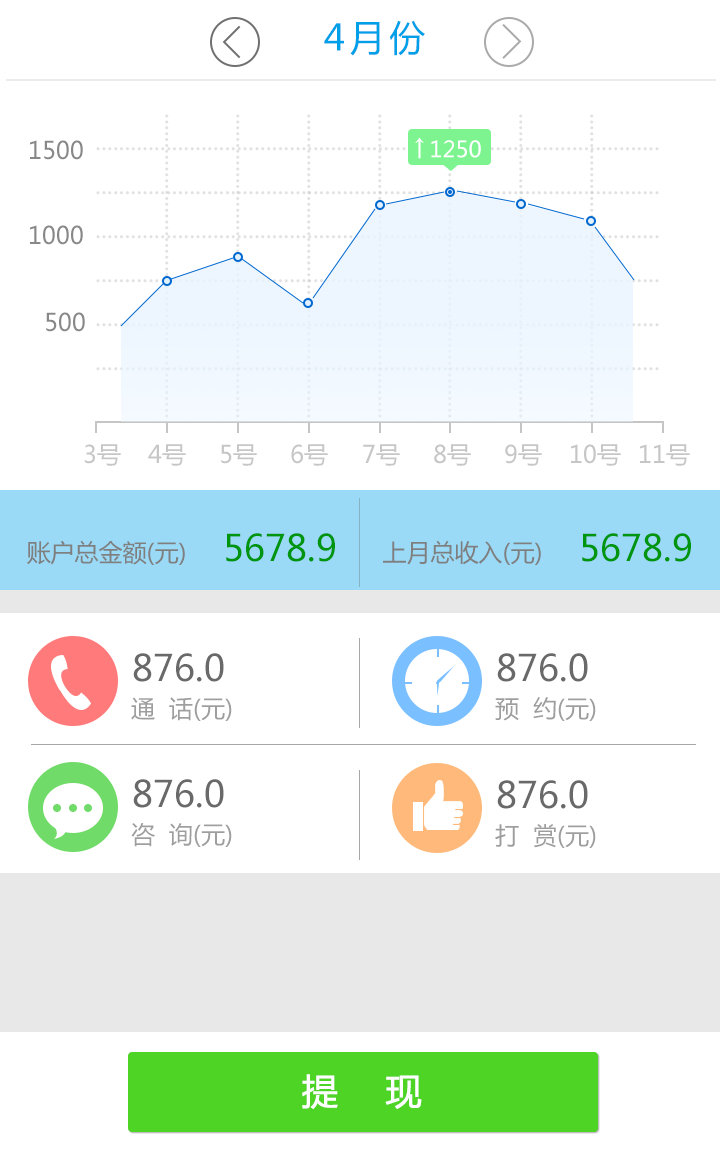 4月份
↑1250
1500
1000
500
3号 4号 5号 6号 7号 8号 9号 10号 11号
账户总金额(元) 5678.9 上月总收入(元) 5678.9
876.0 876.0
通 话(元) 预 约(元)
876.0 876.0
咨 询(元) 打 赏(元)
提 现